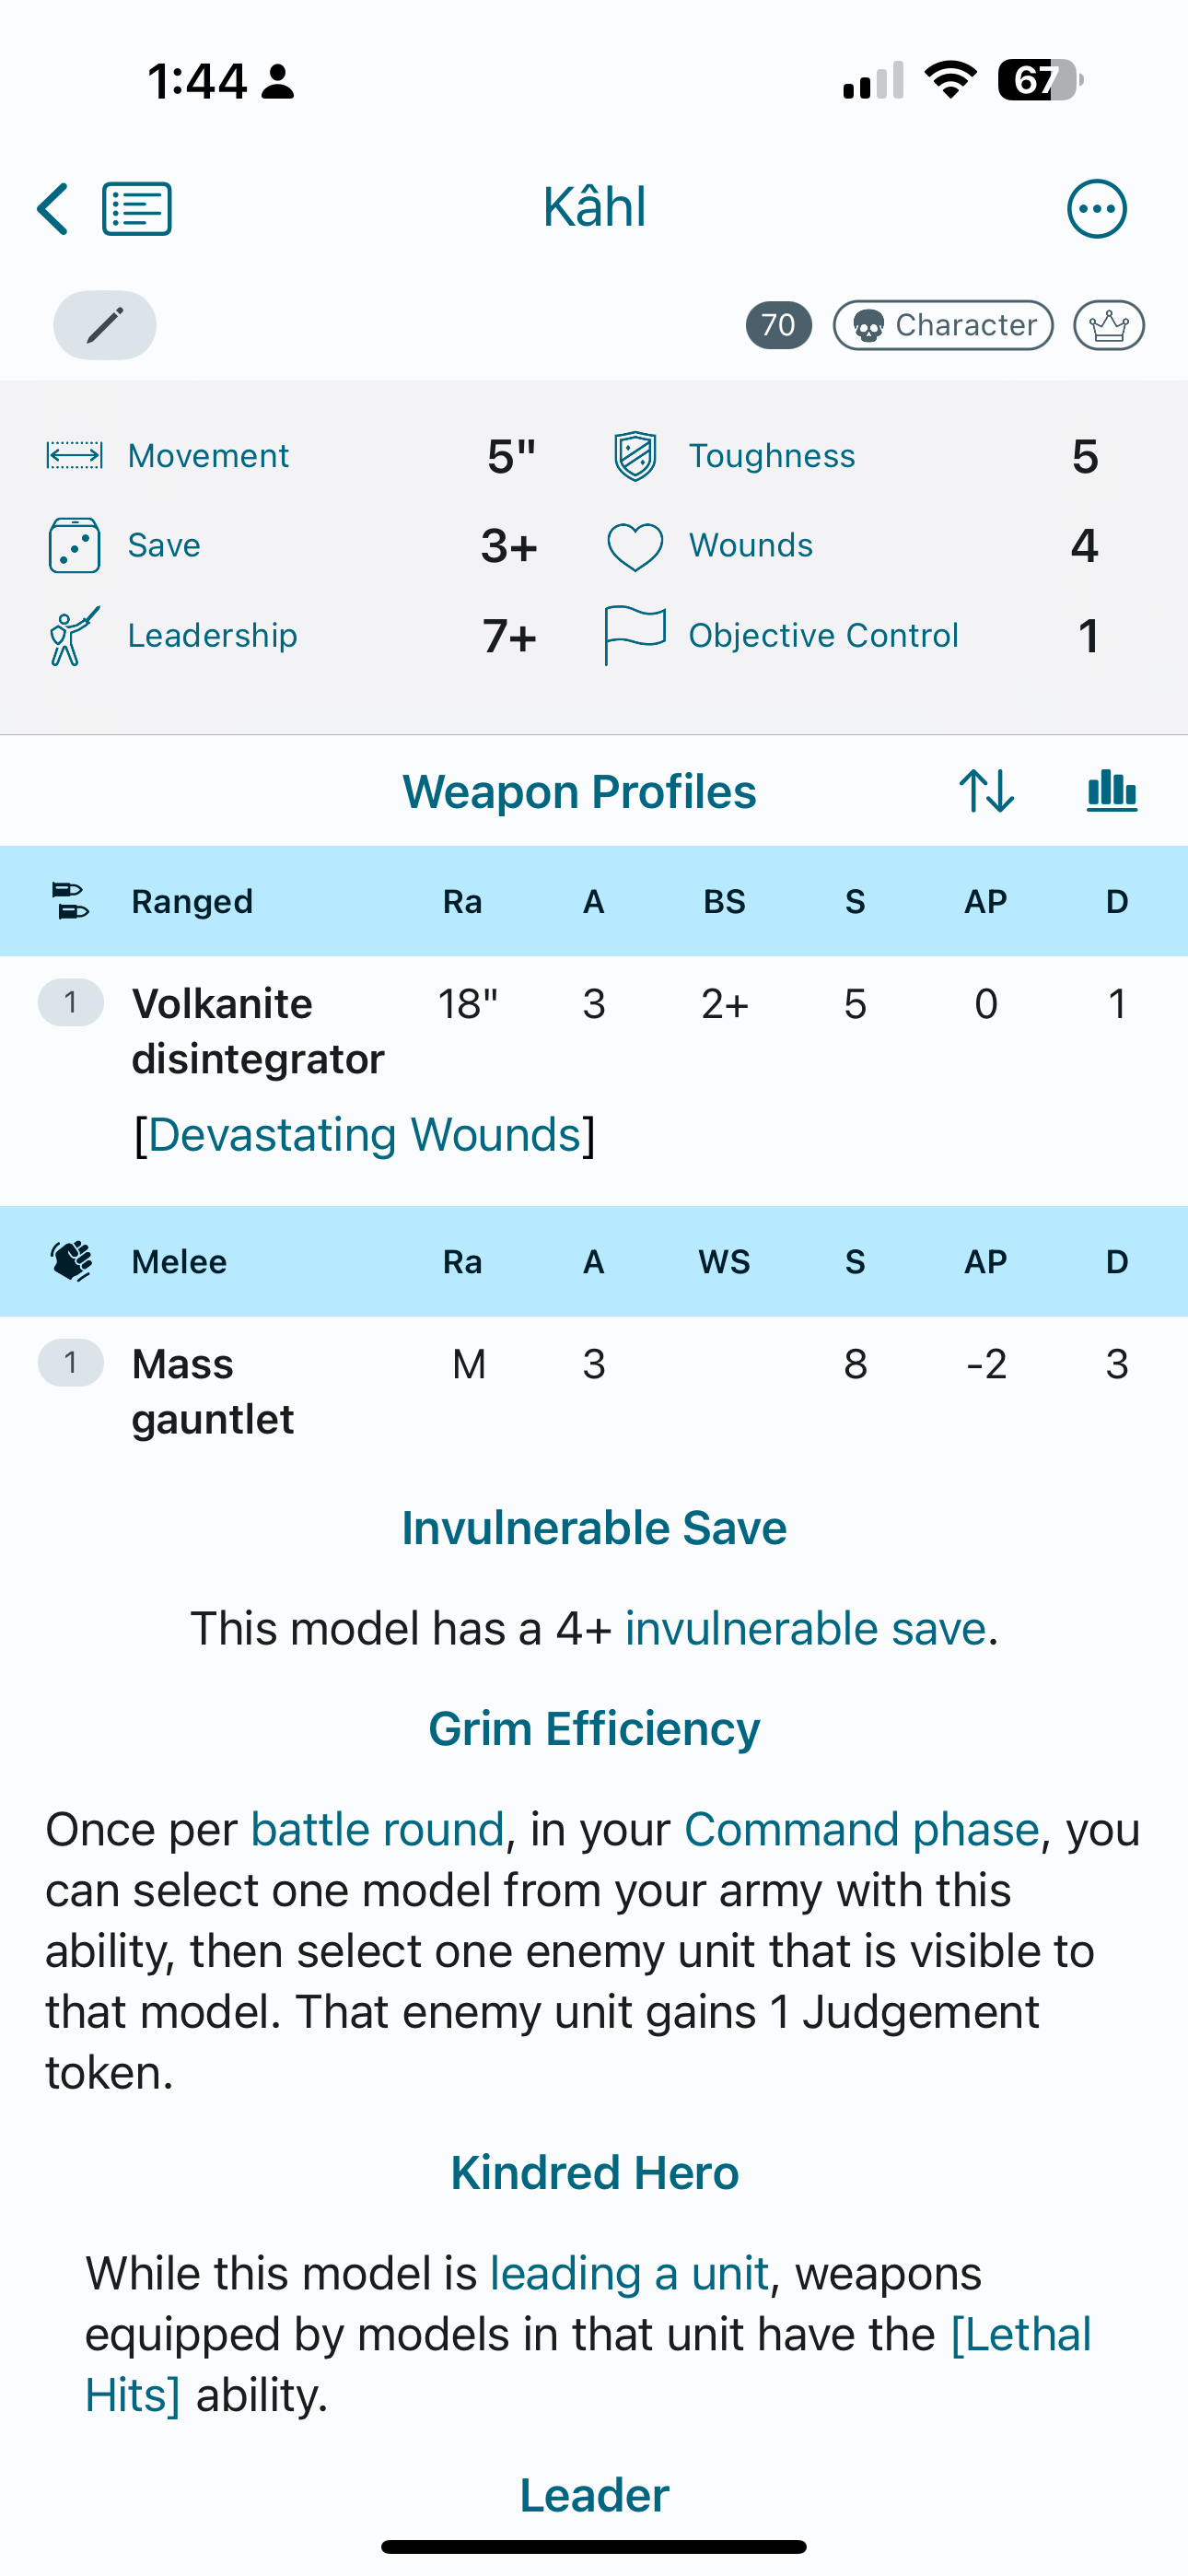 1:44
67
Kâhl
70 Character
Movement 5" Toughness 5
Save 3+ Wounds 4
Leadership 7+ Objective Control 1
Weapon Profiles
Ranged Ra A BS S AP D
1 Volkanite 18" 3 2+ 5 0 1
disintegrator
[Devastating Wounds]
Melee Ra A WS S AP D
1 Mass M 3 8 -2 3
gauntlet
Invulnerable Save
This model has a 4+ invulnerable save.
Grim Efficiency
Once per battle round, in your Command phase, you
can select one model from your army with this
ability, then select one enemy unit that is visible to
that model. That enemy unit gains 1 Judgement
token.
Kindred Hero
While this model is leading a unit, weapons
equipped by models in that unit have the [Lethal
Hits] ability.
Leader